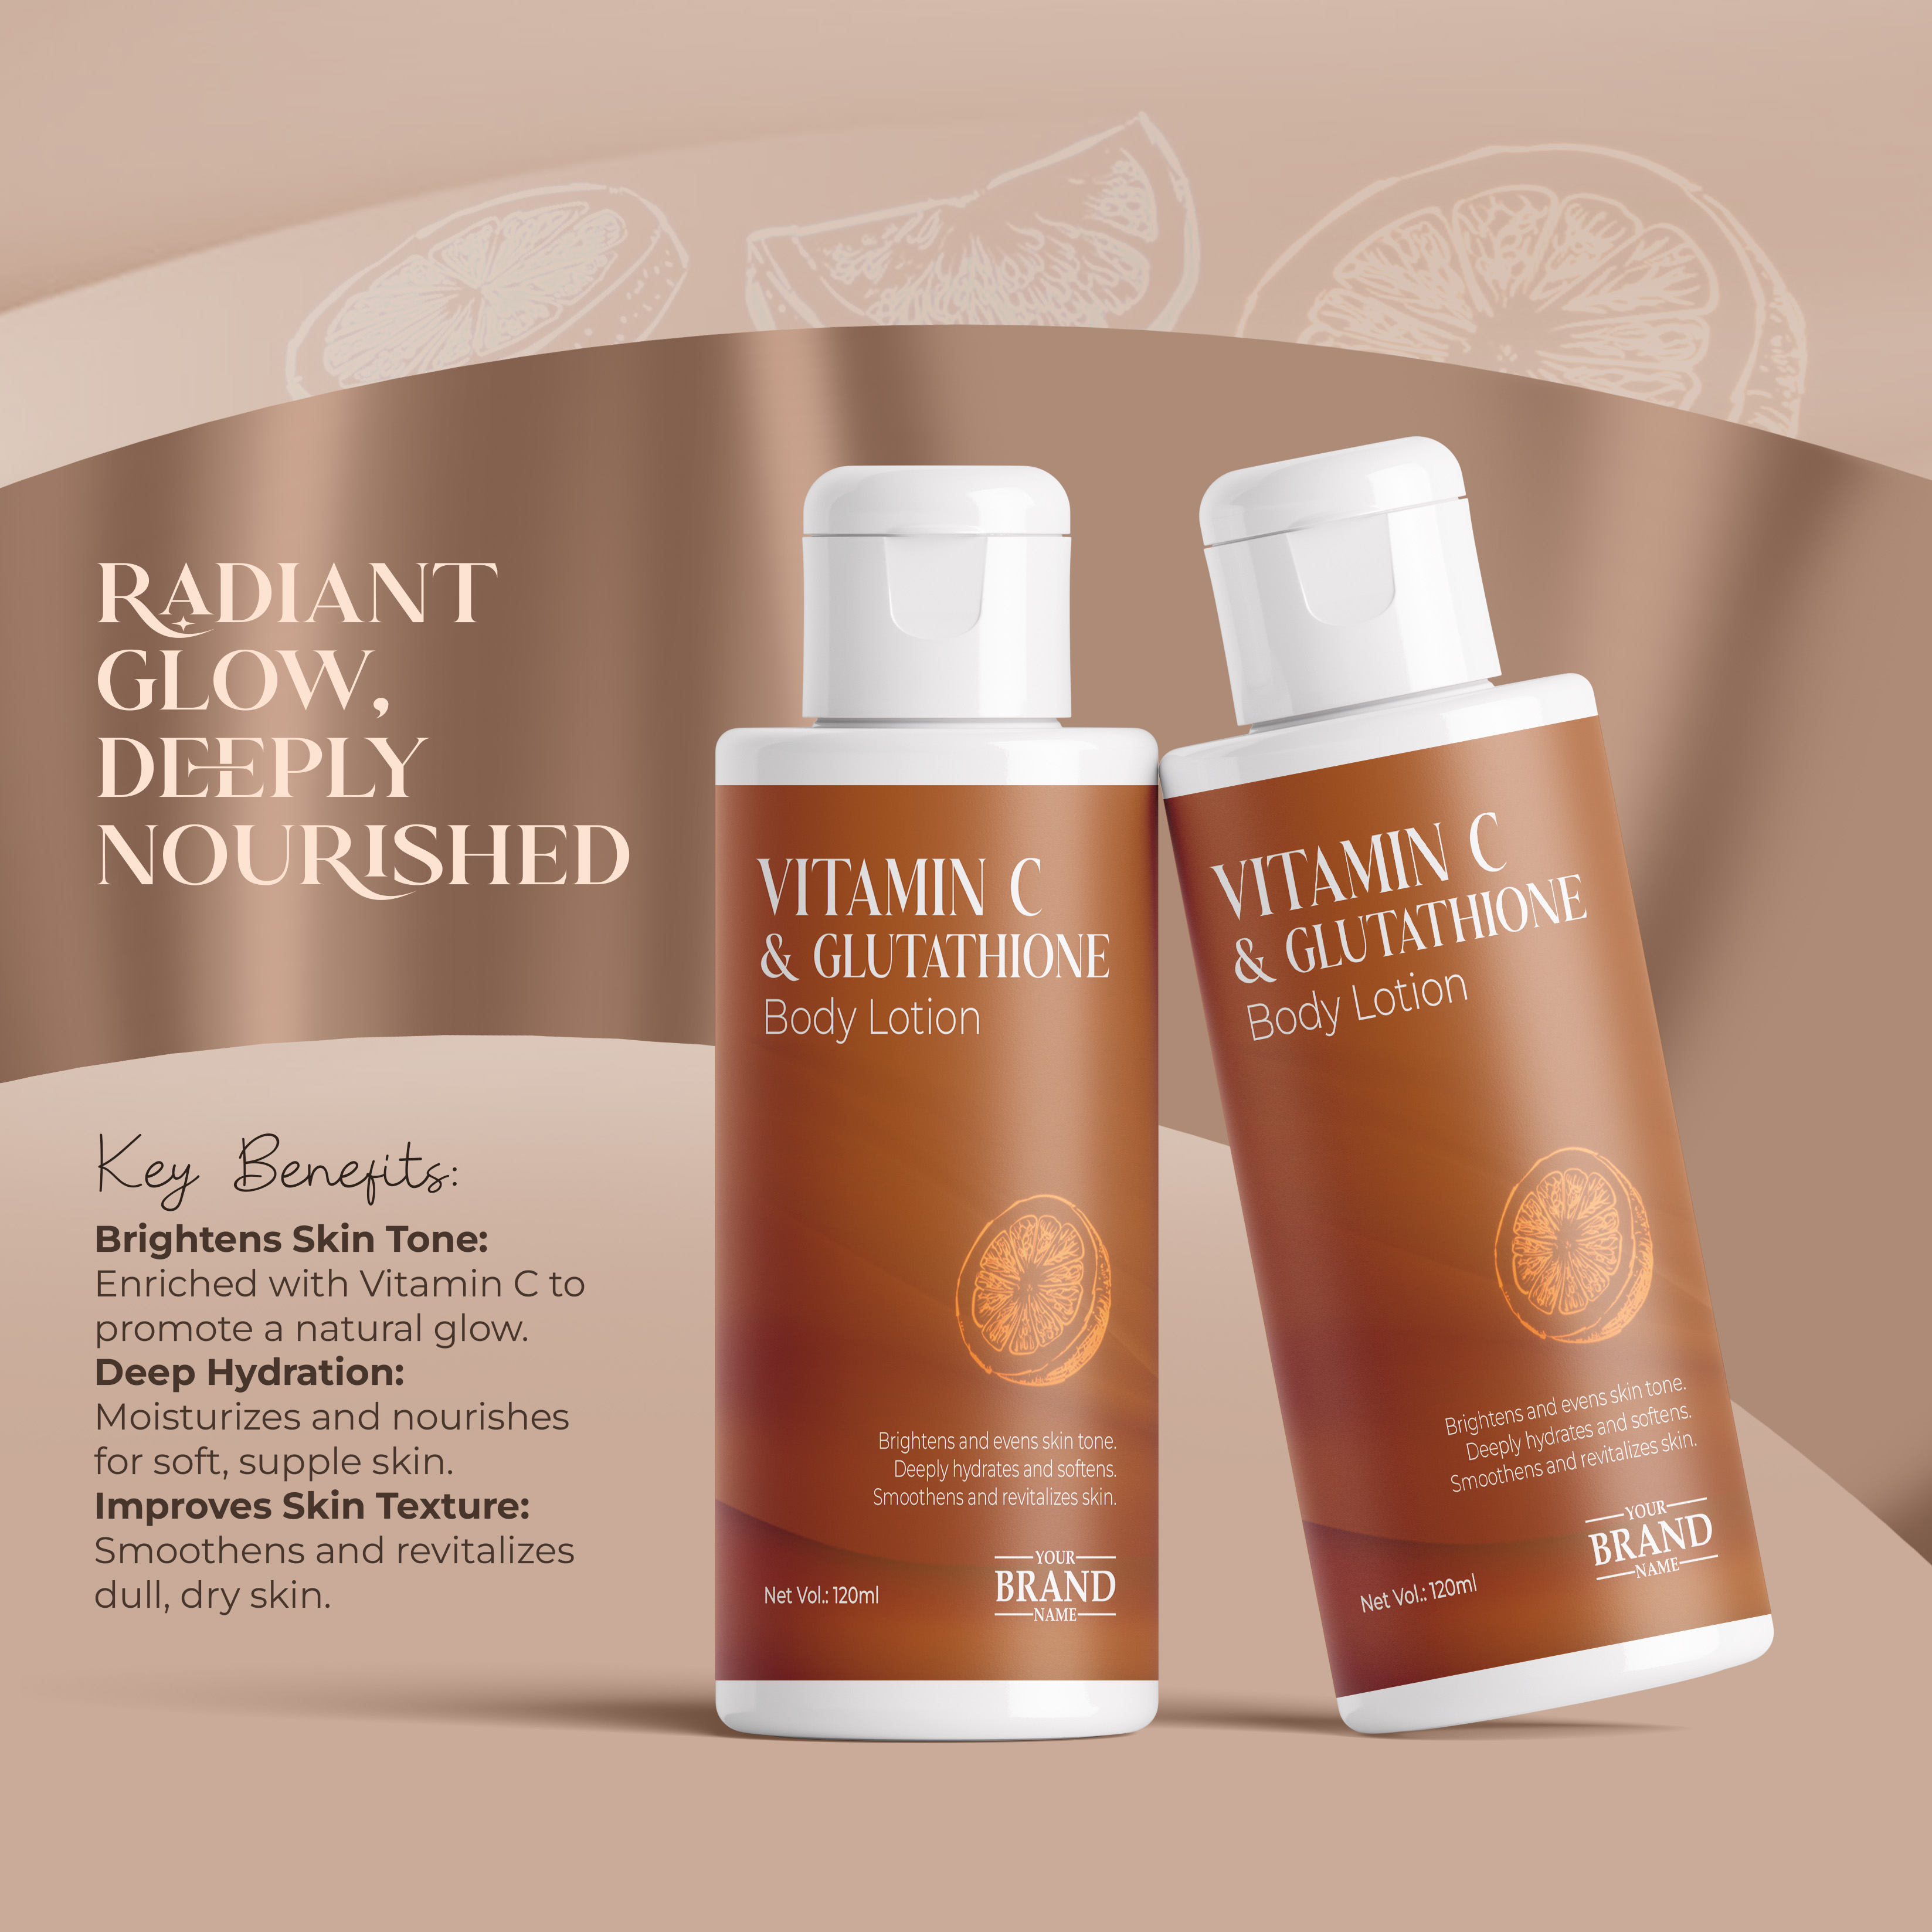 RADIANT
GLOW,
DEEPLY
NOURISHED
Key Benefits:
Brightens Skin Tone:
Enriched with Vitamin C to
promote a natural glow.
Deep Hydration:
Moisturizes and nourishes
for soft, supple skin.
Improves Skin Texture:
Smoothens and revitalizes
dull, dry skin.
VITAMIN C
& GLUTATHIONE
Body Lotion
Brightens and evens skin tone.
Deeply hydrates and softens.
Smoothens and revitalizes skin.
Net Vol.: 120ml
YOUR
BRAND
NAME
VITAMIN C
& GLUTATHIONE
Body Lotion
Brightens and evens skin tone.
Deeply hydrates and softens.
Smoothens and revitalizes skin.
Net Vol.: 120ml
YOUR
BRAND
NAME